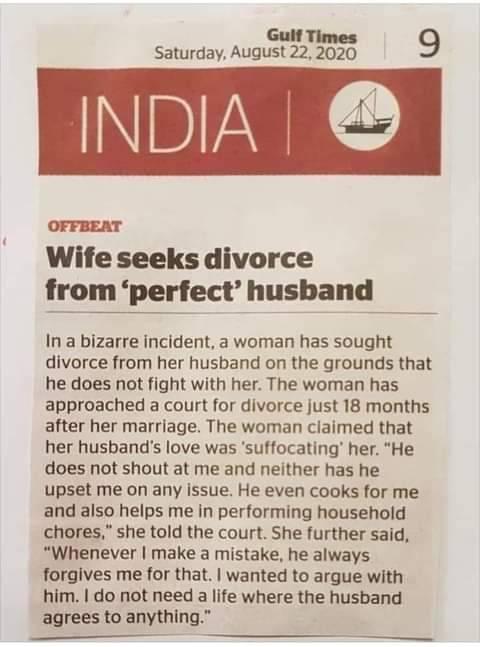 Gulf Times
Saturday, August 22, 2020
9
INDIA
OFFBEAT
Wife seeks divorce
from ‘perfect’ husband
In a bizarre incident, a woman has sought
divorce from her husband on the grounds that
he does not fight with her. The woman has
approached a court for divorce just 18 months
after her marriage. The woman claimed that
her husband’s love was ‘suffocating’ her. “He
does not shout at me and neither has he
upset me on any issue. He even cooks for me
and also helps me in performing household
chores,” she told the court. She further said,
“Whenever I make a mistake, he always
forgives me for that. I wanted to argue with
him. I do not need a life where the husband
agrees to anything.”